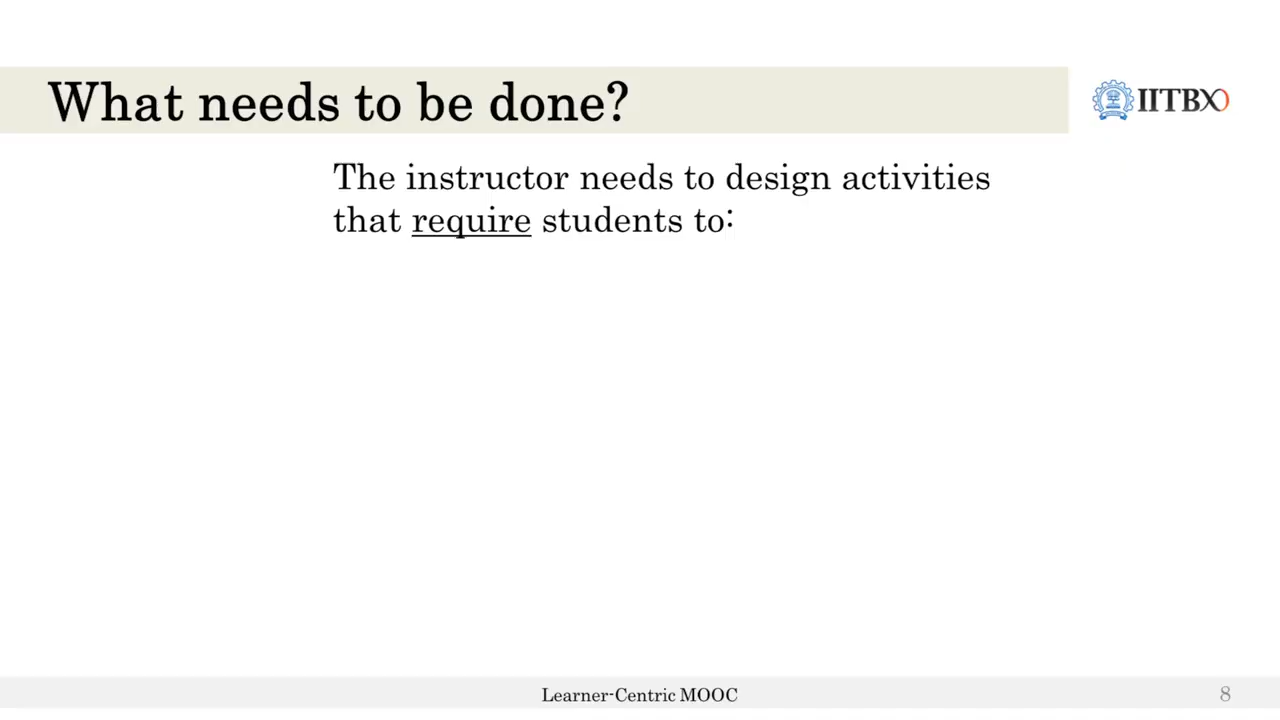 What needs to be done?
IITBX
The instructor needs to design activities
that require students to:
Learner-Centric MOOC
8